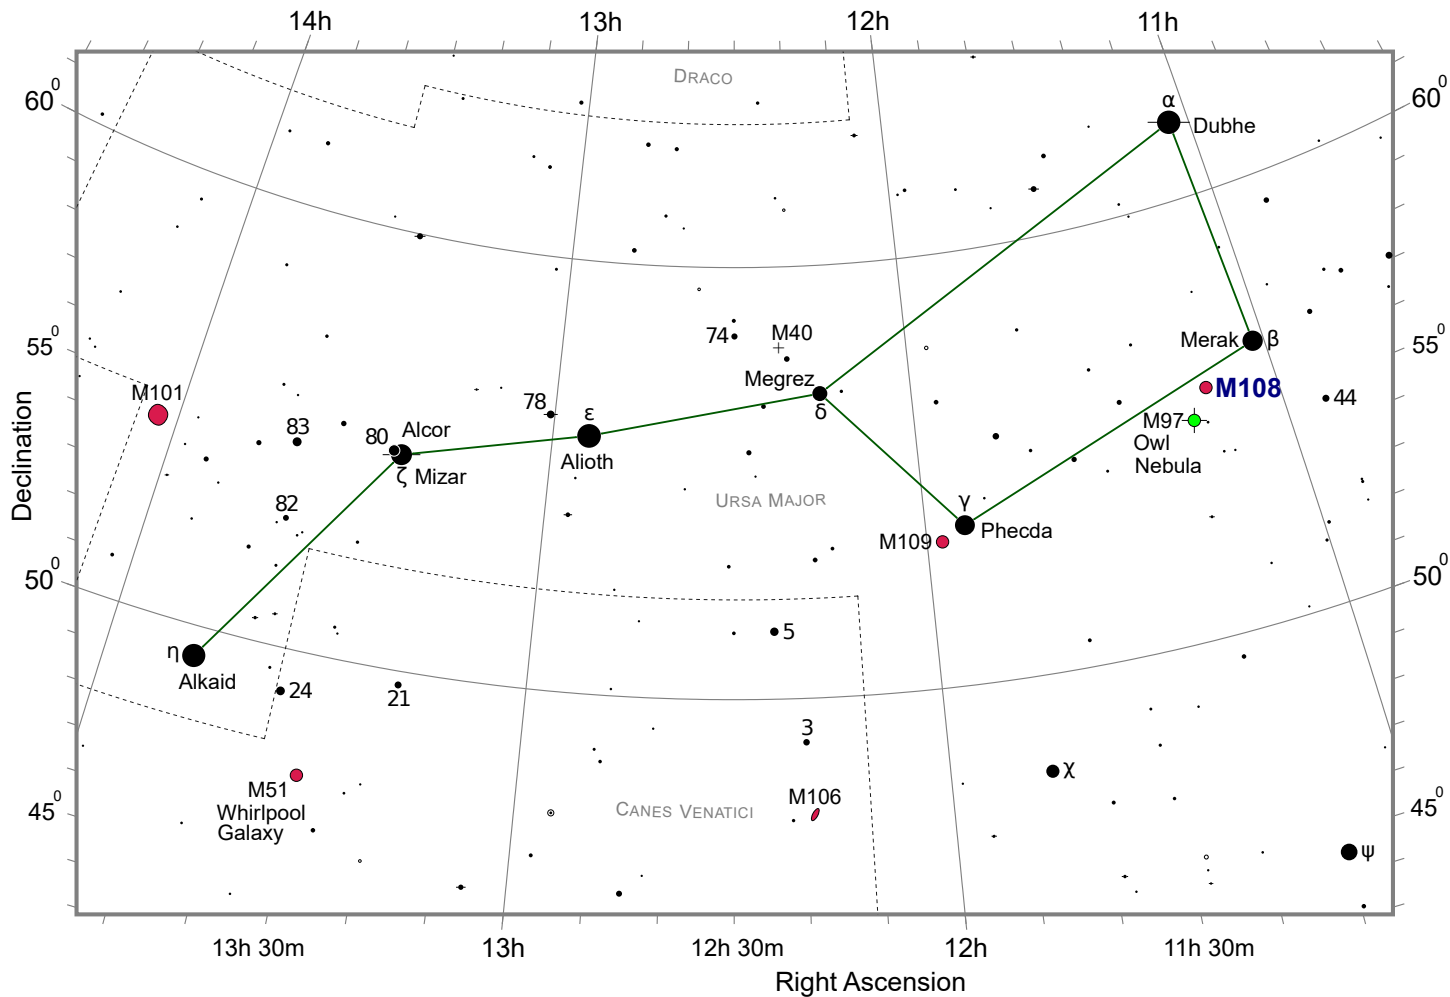 14h
13h
12h
11h
DRACO
60⁰
60⁰
α
Dubhe
55⁰
55⁰
74
M40
Merak
β
Megrez
δ
M108
M101
78
ε
44
83
80
Alcor
M97
Owl
Nebula
Alioth
ζ
Mizar
82
URSA MAJOR
γ
Phecda
M109
50⁰
50⁰
5
η
Alkaid
24
21
3
χ
M51
Whirlpool
Galaxy
M106
CANES VENATICI
45⁰
45⁰
ψ
Declination
13h 30m
13h
12h 30m
12h
11h 30m
Right Ascension